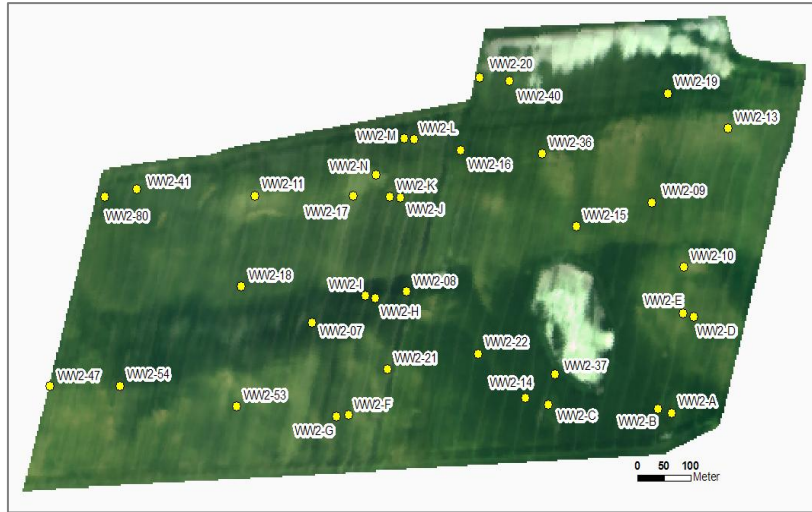 WW2-20
WW2-40
WW2-19
WW2-13
WW2-M
WW2-L
WW2-16
WW2-36
WW2-N
WW2-41
WW2-11
WW2-17
WW2-K
WW2-J
WW2-09
WW2-80
WW2-15
WW2-10
WW2-18
WW2-I
WW2-08
WW2-H
WW2-E
WW2-D
WW2-07
WW2-22
WW2-21
WW2-37
WW2-47
WW2-54
WW2-14
WW2-53
WW2-F
WW2-G
WW2-C
WW2-A
WW2-B
0 50 100
Meter